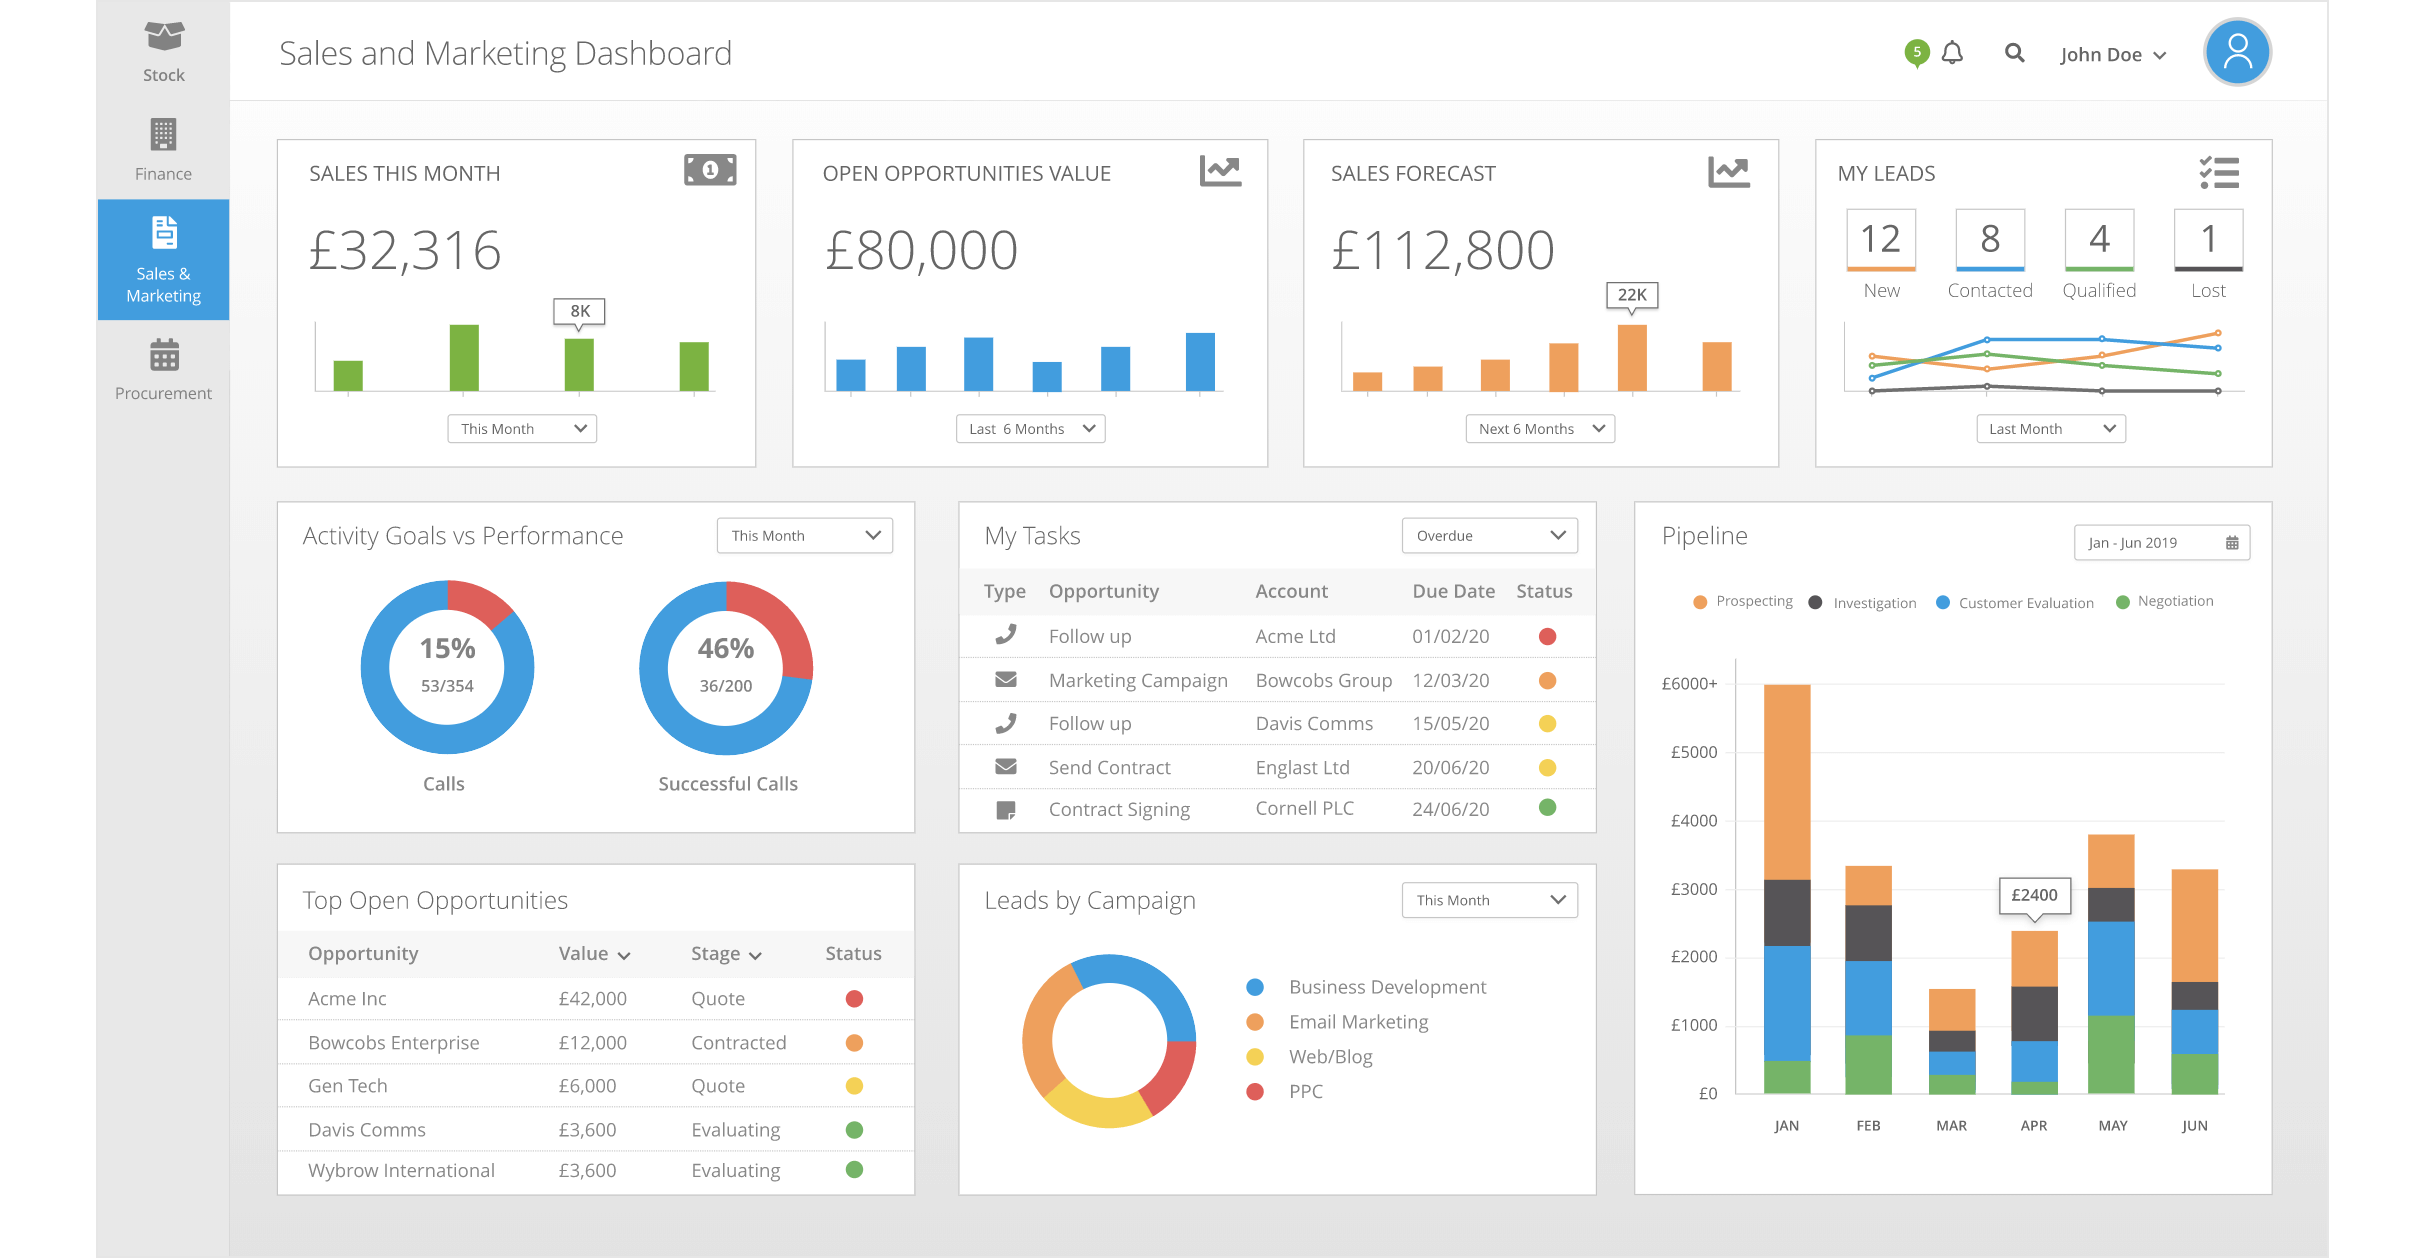 Stock
Finance
Sales &
Marketing
Procurement
Sales and Marketing Dashboard
5
John Doe
SALES THIS MONTH
1
£32,316
8K
This Month
OPEN OPPORTUNITIES VALUE
£80,000
Last 6 Months
SALES FORECAST
£112,800
22K
Next 6 Months
MY LEADS
12 8 4 1
New Contacted Qualified Lost
Last Month
Activity Goals vs Performance
This Month
15%
53/354
Calls
46%
36/200
Successful Calls
My Tasks
Overdue
Type Opportunity Account Due Date Status
Follow up Acme Ltd 01/02/20
Marketing Campaign Bowcobs Group 12/03/20
Follow up Davis Comms 15/05/20
Send Contract Englast Ltd 20/06/20
Contract Signing Cornell PLC 24/06/20
Pipeline
Jan - Jun 2019
Prospecting Investigation Customer Evaluation Negotiation
£6000+
£5000
£4000
£3000
£2000
£1000
£0
£2400
JAN FEB MAR APR MAY JUN
Top Open Opportunities
Opportunity Value Stage Status
Acme Inc £42,000 Quote
Bowcobs Enterprise £12,000 Contracted
Gen Tech £6,000 Quote
Davis Comms £3,600 Evaluating
Wybrow International £3,600 Evaluating
Leads by Campaign
This Month
Business Development
Email Marketing
Web/Blog
PPC